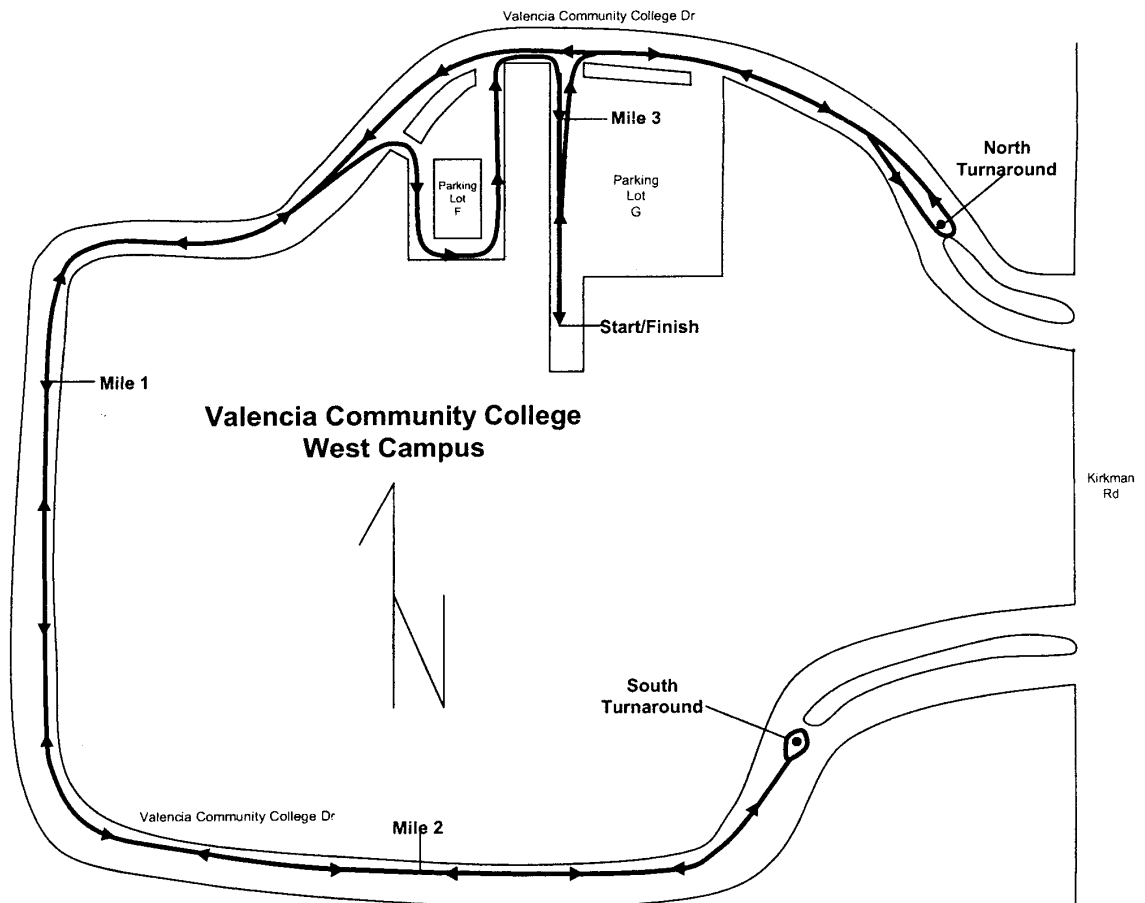 Valencia Community College Dr
Mile 3
North
Turnaround
Parking
Lot
F
Parking
Lot
G
Start/Finish
Mile 1
Valencia Community College
West Campus
Kirkman
Rd
N
South
Turnaround
Valencia Community College Dr
Mile 2